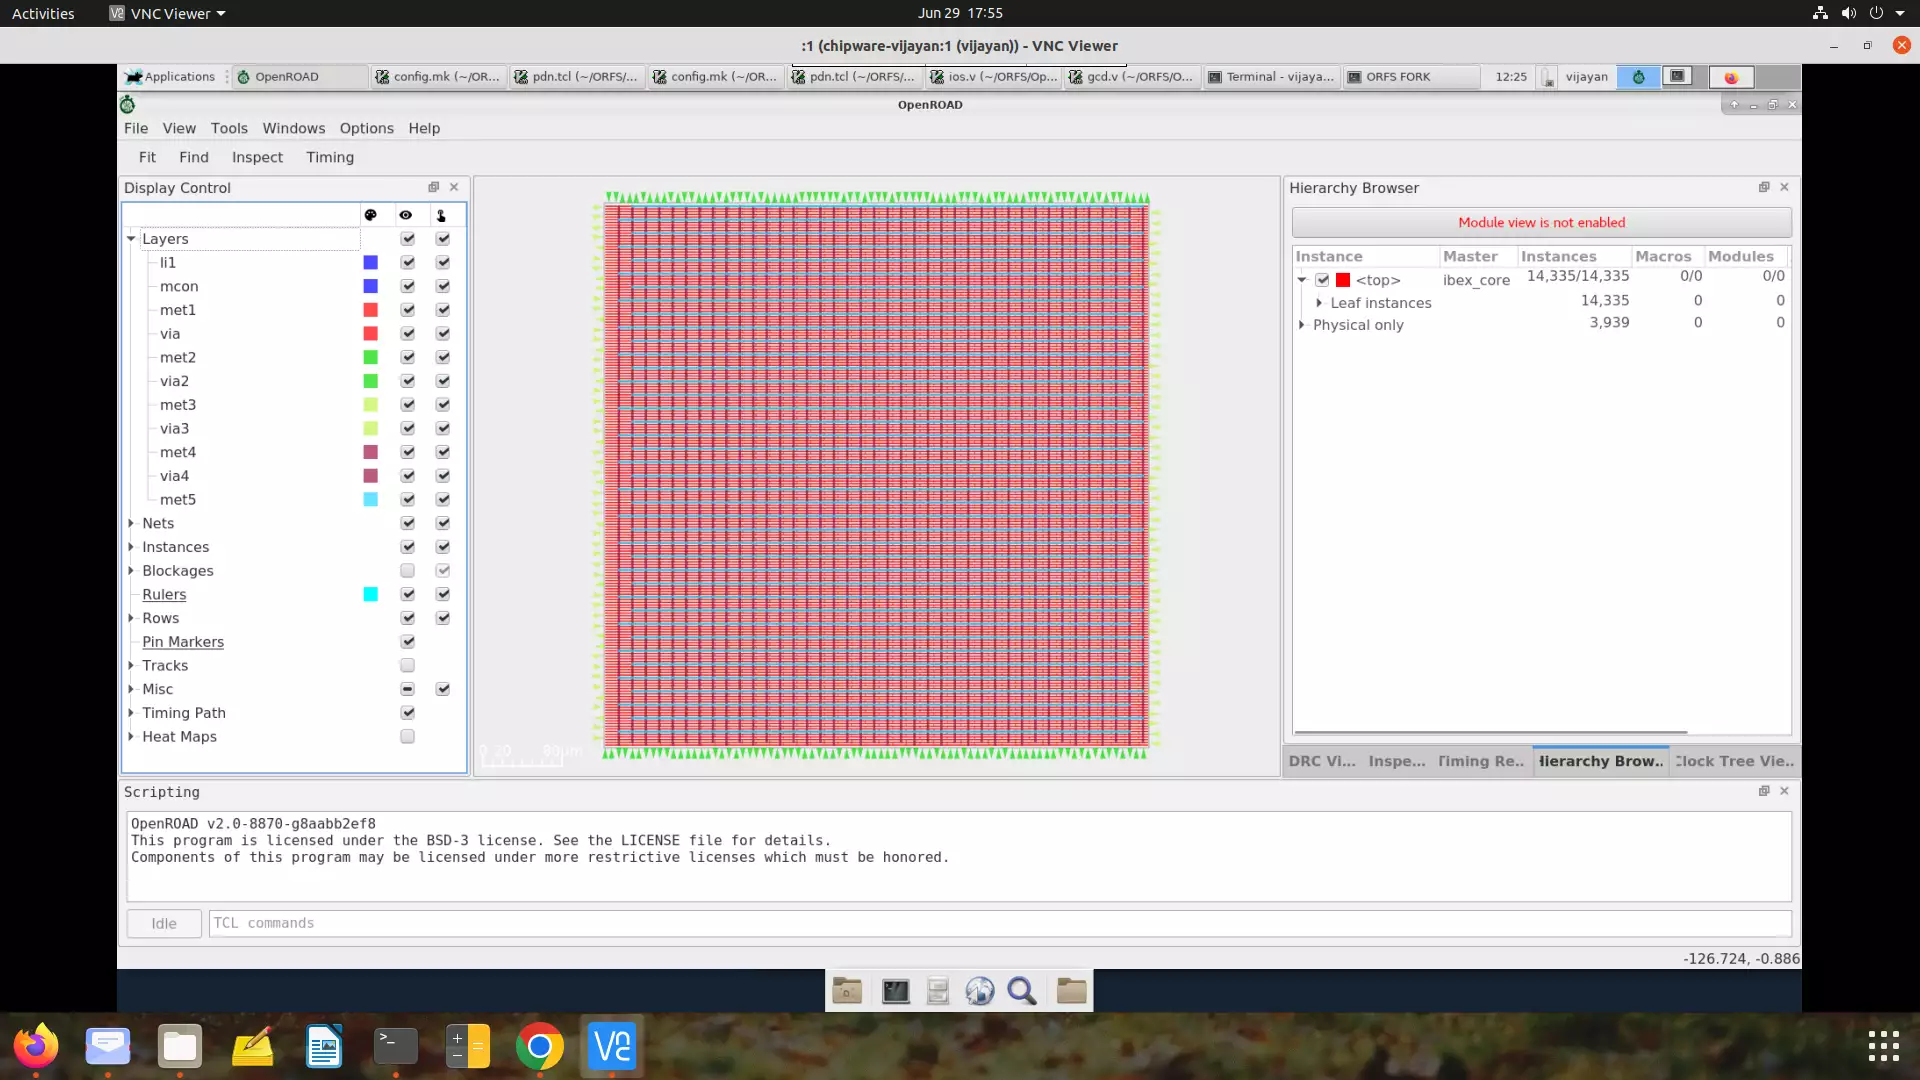 Activities VNC Viewer Jun 29 17:55
:1 (chipware-vijayan:1 (vijayan)) - VNC Viewer
Applications OpenROAD config.mk (~/OR... pdn.tcl (~/ORFS/... config.mk (~/OR... pdn.tcl (~/ORFS/... ios.v (~/ORFS/Op... gcd.v (~/ORFS/O... Terminal - vijaya... ORFS FORK 12:25 vijayan
OpenROAD
File View Tools Windows Options Help
Fit Find Inspect Timing
Display Control
Layers
li1
mcon
met1
via
met2
via2
met3
via3
met4
via4
met5
Nets
Instances
Blockages
Rulers
Rows
Pin Markers
Tracks
Misc
Timing Path
Heat Maps
0 20 80μm
Hierarchy Browser
Module view is not enabled
Instance Master Instances Macros Modules
<top> ibex_core 14,335/14,335 0/0 0/0
Leaf instances 14,335 0 0
Physical only 3,939 0 0
DRC Vi... Inspe... Timing Re... Hierarchy Brow.. Clock Tree Vie..
Scripting
OpenROAD v2.0-8870-g8aabb2ef8
This program is licensed under the BSD-3 license. See the LICENSE file for details.
Components of this program may be licensed under more restrictive licenses which must be honored.
Idle TCL commands
-126.724, -0.886